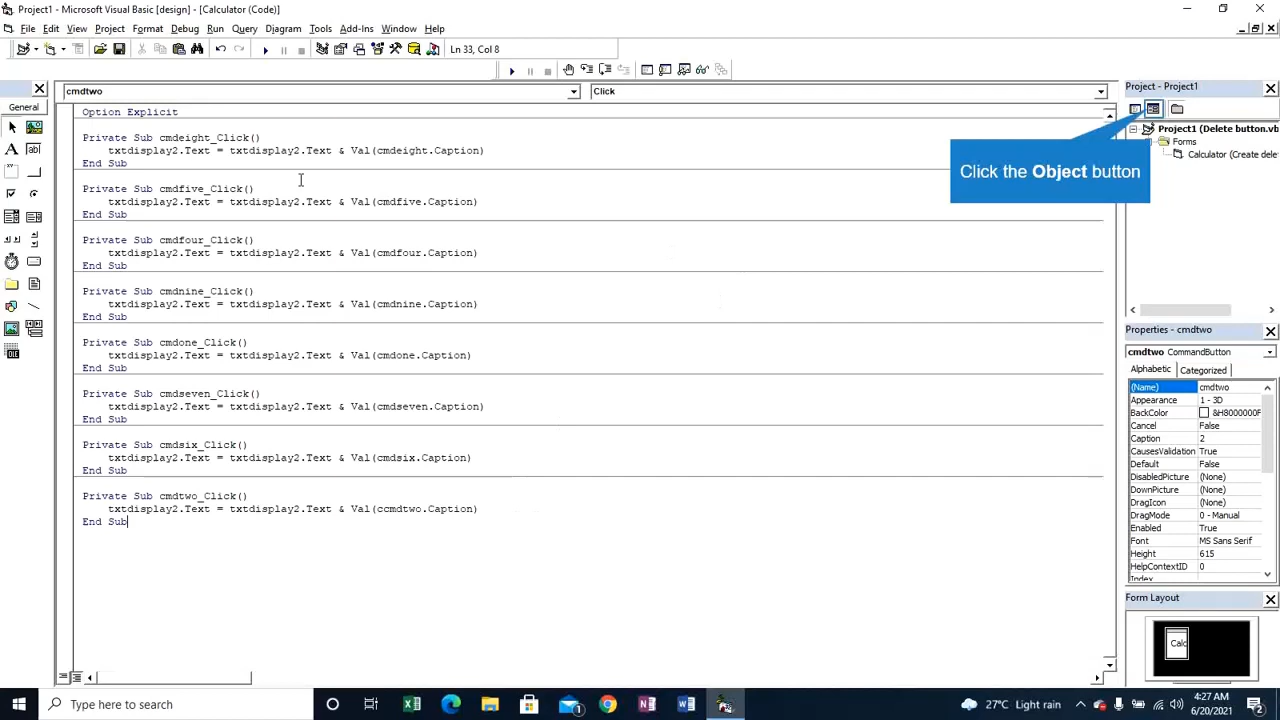 Project1 - Microsoft Visual Basic [design] - [Calculator (Code)]
File Edit View Project Format Debug Run Query Diagram Tools Add-Ins Window Help
Ln 33, Col 8
cmdtwo
Click
General
Option Explicit
Private Sub cmdeight_Click()
txtdisplay2.Text = txtdisplay2.Text & Val(cmdeight.Caption)
End Sub
Private Sub cmdfive_Click()
txtdisplay2.Text = txtdisplay2.Text & Val(cmdfive.Caption)
End Sub
Private Sub cmdfour_Click()
txtdisplay2.Text = txtdisplay2.Text & Val(cmdfour.Caption)
End Sub
Private Sub cmdnine_Click()
txtdisplay2.Text = txtdisplay2.Text & Val(cmdnine.Caption)
End Sub
Private Sub cmdone_Click()
txtdisplay2.Text = txtdisplay2.Text & Val(cmdone.Caption)
End Sub
Private Sub cmdseven_Click()
txtdisplay2.Text = txtdisplay2.Text & Val(cmdseven.Caption)
End Sub
Private Sub cmdsix_Click()
txtdisplay2.Text = txtdisplay2.Text & Val(cmdsix.Caption)
End Sub
Private Sub cmdtwo_Click()
txtdisplay2.Text = txtdisplay2.Text & Val(ccmdtwo.Caption)
End Sub
Project - Project1
Project1 (Delete button.vb
Forms
Calculator (Create dele
Click the Object button
Properties - cmdtwo
cmdtwo CommandButton
Alphabetic Categorized
(Name) cmdtwo
Appearance 1 - 3D
BackColor &H8000000F
Cancel False
Caption 2
CausesValidation True
Default False
DisabledPicture (None)
DownPicture (None)
DragIcon (None)
DragMode 0 - Manual
Enabled True
Font MS Sans Serif
Height 615
HelpContextID 0
Index
Form Layout
Calc
Type here to search
27°C Light rain
4:27 AM
6/20/2021